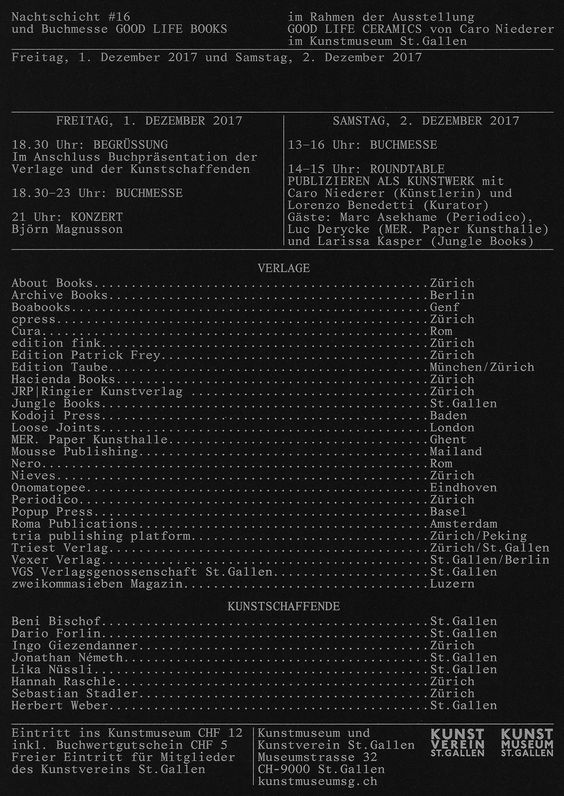 Nachtschicht #16
und Buchmesse GOOD LIFE BOOKS
im Rahmen der Ausstellung
GOOD LIFE CERAMICS von Caro Niederer
im Kunstmuseum St.Gallen
Freitag, 1. Dezember 2017 und Samstag, 2. Dezember 2017
FREITAG, 1. DEZEMBER 2017
18.30 Uhr: BEGRÜSSUNG
Im Anschluss Buchpräsentation der
Verlage und der Kunstschaffenden
18.30–23 Uhr: BUCHMESSE
21 Uhr: KONZERT
Björn Magnusson
SAMSTAG, 2. DEZEMBER 2017
13–16 Uhr: BUCHMESSE
14–15 Uhr: ROUNDTABLE
PUBLIZIEREN ALS KUNSTWERK mit
Caro Niederer (Künstlerin) und
Lorenzo Benedetti (Kurator)
Gäste: Marc Asekhame (Periodico),
Luc Derycke (MER. Paper Kunsthalle)
und Larissa Kasper (Jungle Books)
VERLAGE
About Books.............................................Zürich
Archive Books...........................................Berlin
Boabooks................................................Genf
cpress..................................................Zürich
Cura....................................................Rom
edition fink............................................Zürich
Edition Patrick Frey....................................Zürich
Edition Taube...........................................München/Zürich
Hacienda Books..........................................Zürich
JRP|Ringier Kunstverlag ................................Zürich
Jungle Books............................................St.Gallen
Kodoji Press............................................Baden
Loose Joints............................................London
MER. Paper Kunsthalle...................................Ghent
Mousse Publishing.......................................Mailand
Nero....................................................Rom
Nieves..................................................Zürich
Onomatopee..............................................Eindhoven
Periodico...............................................Zürich
Popup Press.............................................Basel
Roma Publications.......................................Amsterdam
tria publishing platform................................Zürich/Peking
Triest Verlag...........................................Zürich/St.Gallen
Vexer Verlag............................................St.Gallen/Berlin
VGS Verlagsgenossenschaft St.Gallen.....................St.Gallen
zweikommasieben Magazin.................................Luzern
KUNSTSCHAFFENDE
Beni Bischof............................................St.Gallen
Dario Forlin............................................St.Gallen
Ingo Giezendanner.......................................Zürich
Jonathan Németh.........................................St.Gallen
Lika Nüssli.............................................St.Gallen
Hannah Raschle..........................................Zürich
Sebastian Stadler.......................................Zürich
Herbert Weber...........................................St.Gallen
Eintritt ins Kunstmuseum CHF 12
inkl. Buchwertgutschein CHF 5
Freier Eintritt für Mitglieder
des Kunstvereins St.Gallen
Kunstmuseum und
Kunstverein St.Gallen
Museumstrasse 32
CH-9000 St.Gallen
kunstmuseumsg.ch
KUNST
VEREIN
ST.GALLEN
KUNST
MUSEUM
ST.GALLEN